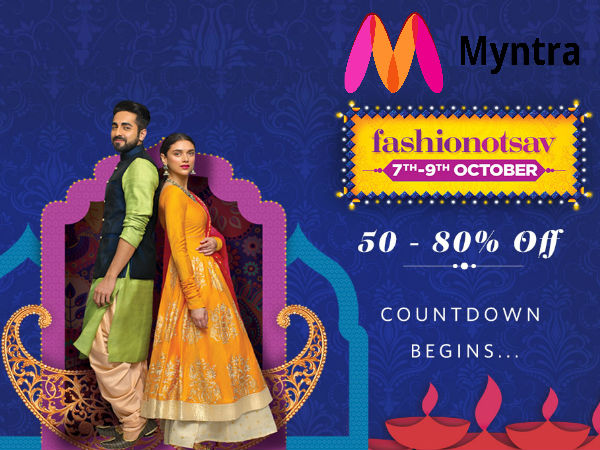 Myntra
fashionotsav
7TH-9TH OCTOBER
50 - 80% Off
COUNTDOWN
BEGINS...